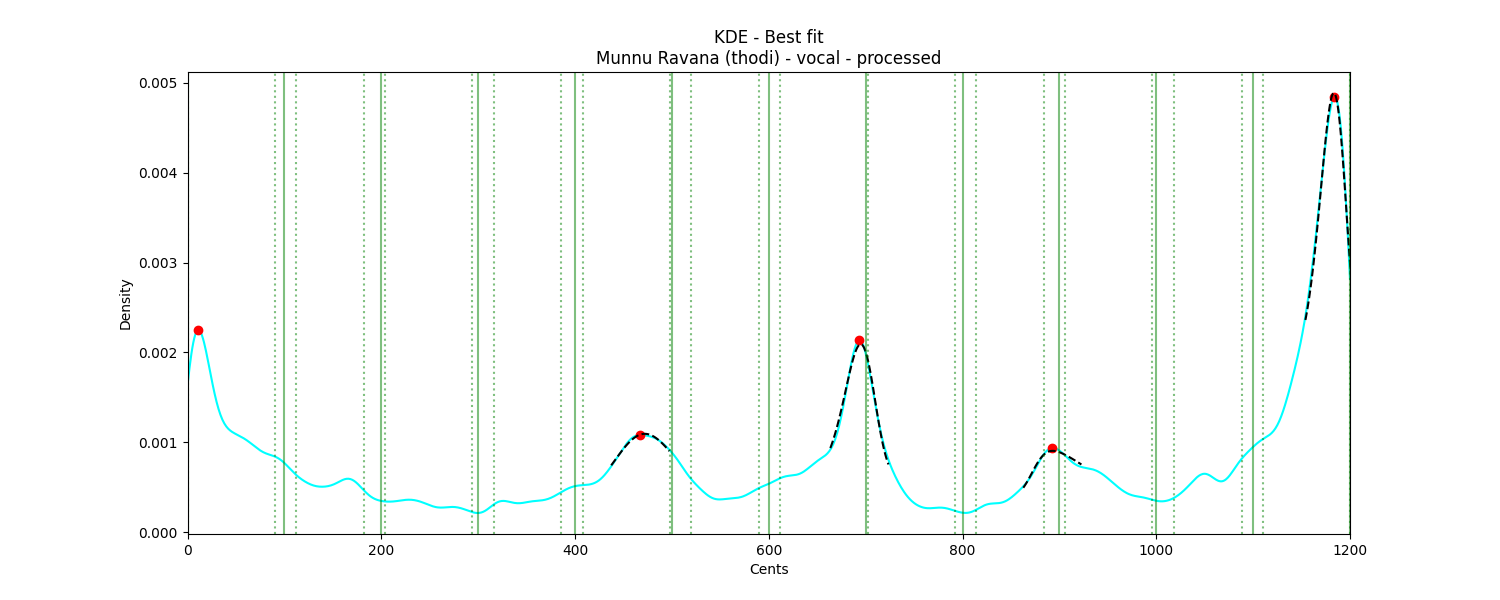 KDE - Best fit
Munnu Ravana (thodi) - vocal - processed
0.005
0.004
0.003
0.002
0.001
0.000
Density
0 200 400 600 800 1000 1200
Cents